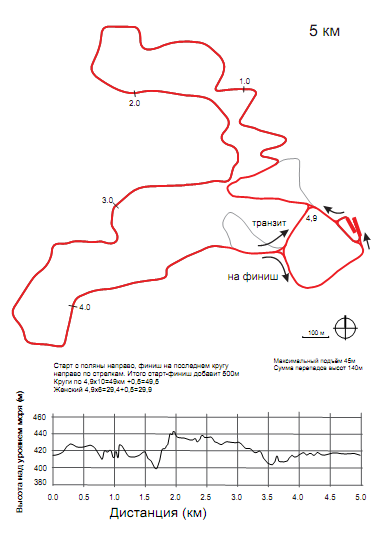 5 км
1.0
2.0
3.0
4,9
транзит
на финиш
4.0
100 м
Старт с поляны направо, финиш на последнем кругу
направо по стрелкам. Итого старт-финиш добавит 500м
Круги по 4,9х10=49км +0,5=49,5
Женский 4,9х6=29,4+0,5=29,9
Максимальный подъём 45м
Сумма перепадов высот 140м
Высота над уровнем моря (м)
460
440
420
400
380
0.0 0.5 1.0 1.5 2.0 2.5 3.0 3.5 4.0 4.5 5.0
Дистанция (км)